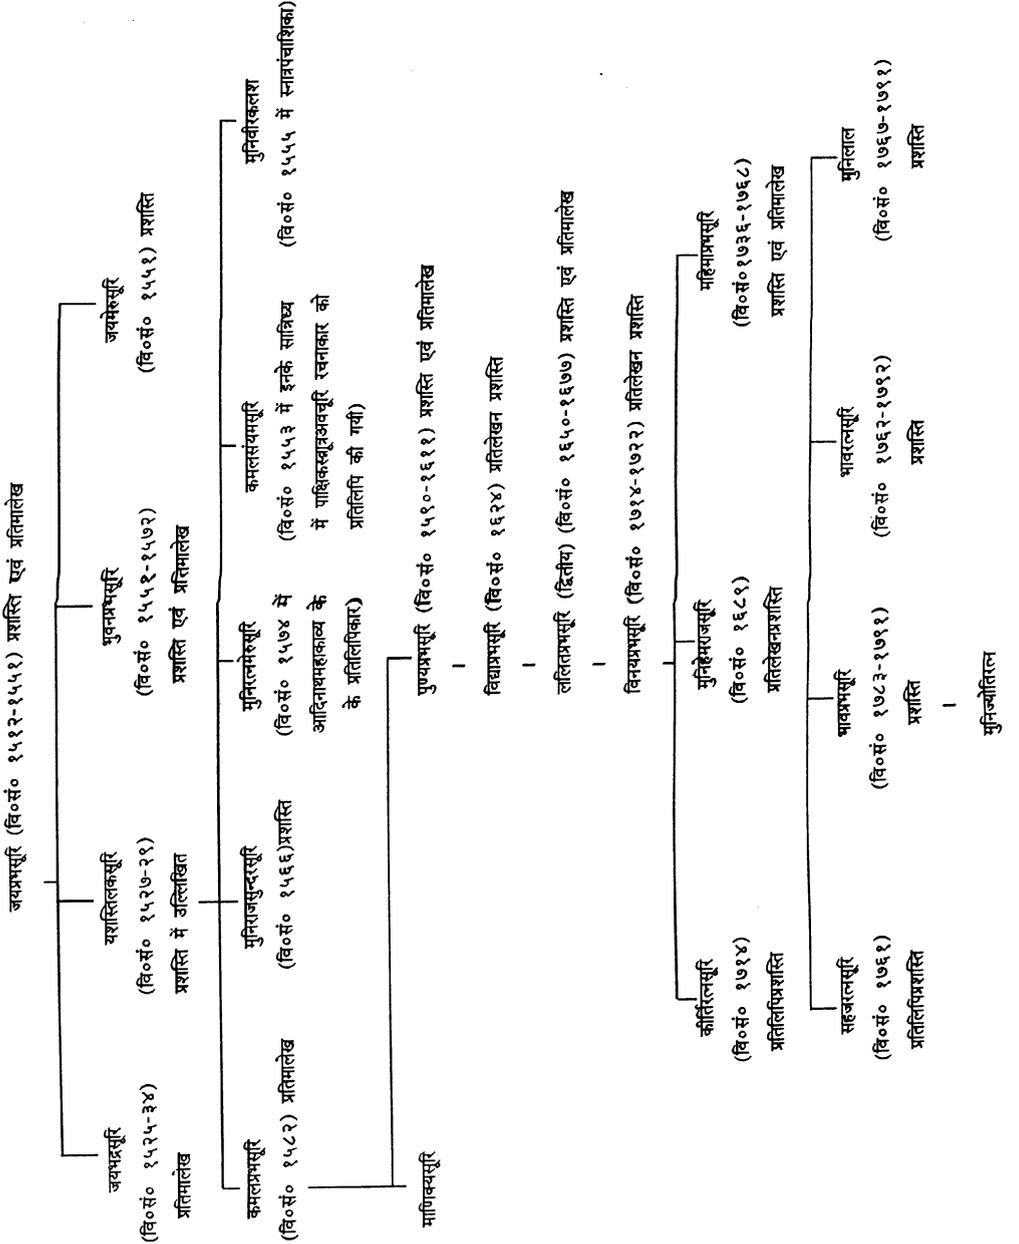 जयप्रभसूरि (वि०सं० १५१२-१५५१) प्रशस्ति एवं प्रतिमालेख
जयभद्रसूरि
(वि०सं० १५२५-३४)
प्रतिमालेख
यशस्तिलकसूरि
(वि०सं० १५२७-२९)
प्रशस्ति में उल्लिखित
भुवनप्रभसूरि
(वि०सं० १५५१-१५७२)
प्रशस्ति एवं प्रतिमालेख
जयमेरुसूरि
(वि०सं० १५५१) प्रशस्ति
कमलप्रभसूरि
(वि०सं० १५८२) प्रतिमालेख
मुनिराजसुन्दरसूरि
(वि०सं० १५६६)प्रशस्ति
मुनिरत्नमेरुसूरि
(वि०सं० १५७४ में
आदिनाथमहाकाव्य के
के प्रतिलिपिकार)
कमलसंयमसूरि
(वि०सं० १५५३ में इनके सान्निध्य
में पाक्षिकसूत्रअवचूरि रचनाकार को
प्रतिलिपि की गयी)
मुनिवीरकलश
(वि०सं० १५५५ में स्नात्रपंचाशिका)
माणिक्यसूरि
पुण्यप्रभसूरि (वि०सं० १५९०-१६११) प्रशस्ति एवं प्रतिमालेख
विद्याप्रभसूरि (वि०सं० १६२४) प्रतिलेखन प्रशस्ति
ललितप्रभसूरि (द्वितीय) (वि०सं० १६५०-१६७७) प्रशस्ति एवं प्रतिमालेख
विनयप्रभसूरि (वि०सं० १७१४-१७२२) प्रतिलेखन प्रशस्ति
कीर्तिरत्नसूरि
(वि०सं० १७१४)
प्रतिलिपिप्रशस्ति
मुनिहेमराजसूरि
(वि०सं० १६८९)
प्रतिलेखनप्रशस्ति
महिमाप्रभसूरि
(वि०सं०१७३६-१७६८)
प्रशस्ति एवं प्रतिमालेख
सहजरत्नसूरि
(वि०सं० १७६१)
प्रतिलिपिप्रशस्ति
भावप्रभसूरि
(वि०सं० १७८३-१७९१)
प्रशस्ति
भावरत्नसूरि
(वि०सं० १७६२-१७९२)
प्रशस्ति
मुनिलाल
(वि०सं० १७६७-१७९१)
प्रशस्ति
मुनिज्योतिरत्न